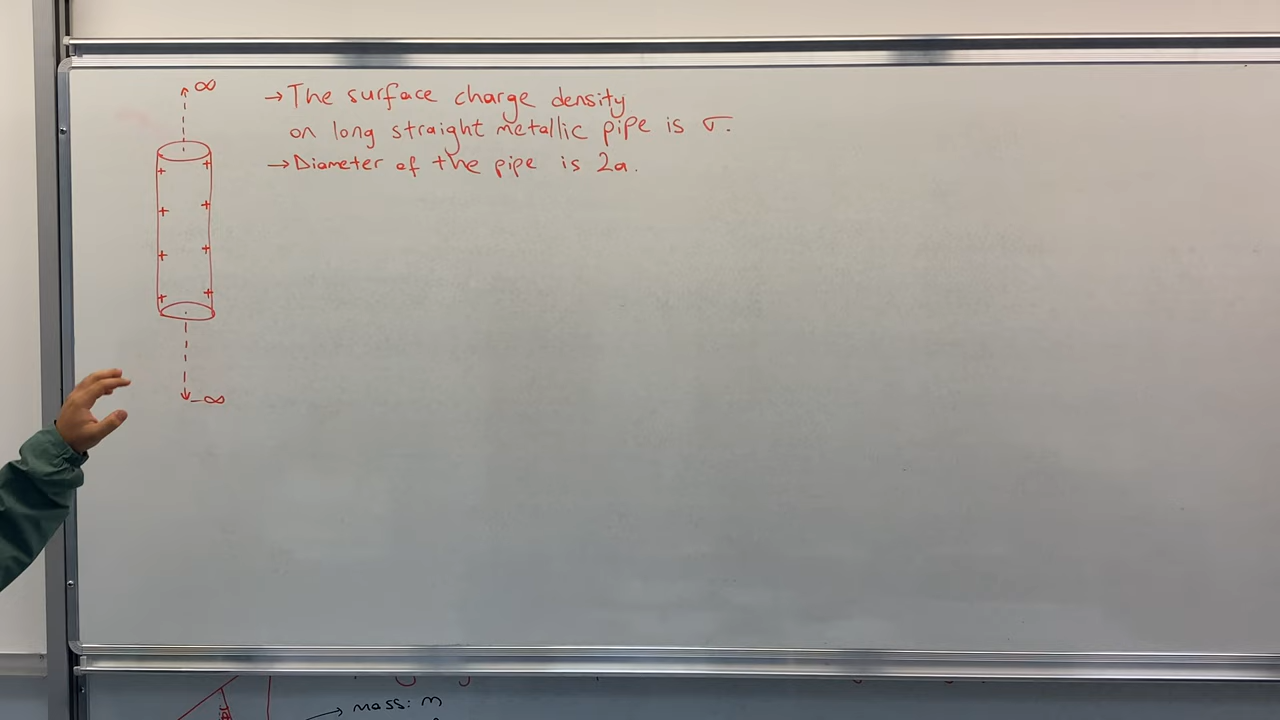 ∞
→ The surface charge density
on long straight metallic pipe is σ.
→ Diameter of the pipe is 2a.
+ +
+ +
+ +
+ +
-∞
→ mass: m